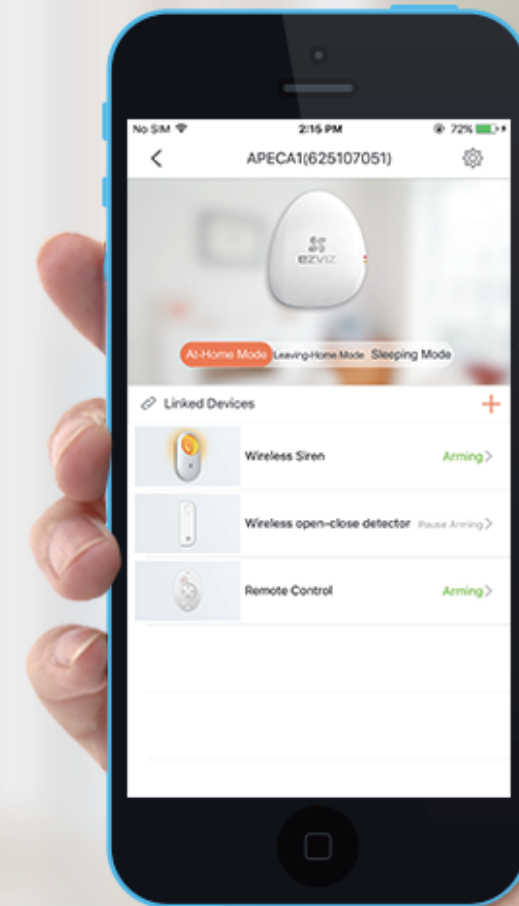 No SIM 2:15 PM 72%
APECA1(625107051)
EZVIZ
At-Home Mode Leaving-Home Mode Sleeping Mode
Linked Devices
Wireless Siren Arming
Wireless open-close detector Pause Arming
Remote Control Arming